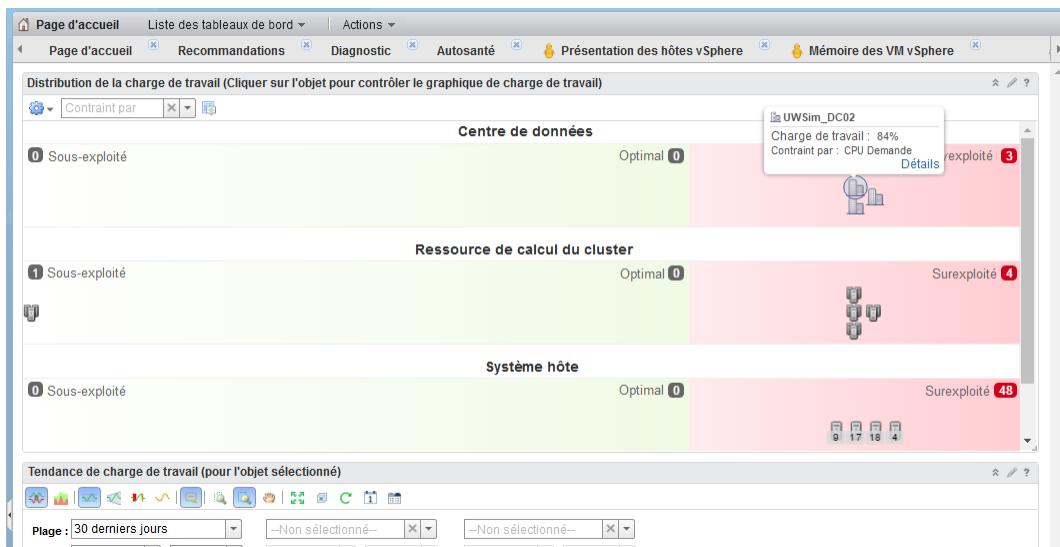 Page d'accueil Liste des tableaux de bord Actions
Page d'accueil Recommandations Diagnostic Autosanté Présentation des hôtes vSphere Mémoire des VM vSphere
Distribution de la charge de travail (Cliquer sur l'objet pour contrôler le graphique de charge de travail) ?
Contraint par
UWSim_DC02
Charge de travail : 84%
Contraint par : CPU Demande
Détails
Centre de données
0 Sous-exploité Optimal 0 3
Ressource de calcul du cluster
1 Sous-exploité Optimal 0 Surexploité 4
Système hôte
0 Sous-exploité Optimal 0 Surexploité 48
9 17 18 4
Tendance de charge de travail (pour l'objet sélectionné) ?
Plage : 30 derniers jours --Non sélectionné-- --Non sélectionné--